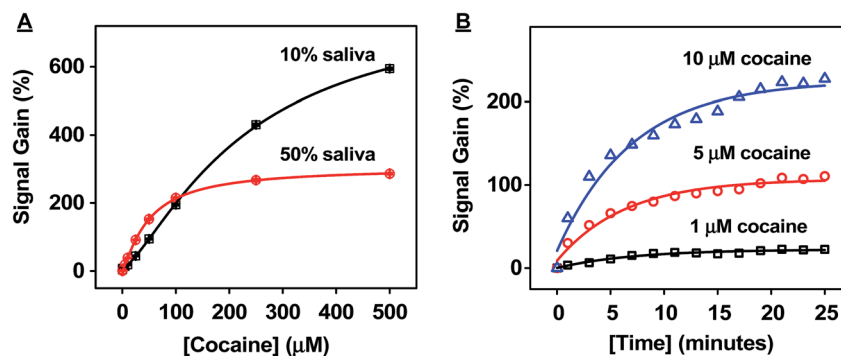 A
Signal Gain (%)
600
400
200
0
10% saliva
50% saliva
0 100 200 300 400 500
[Cocaine] (μM)
B
Signal Gain (%)
200
100
0
10 μM cocaine
5 μM cocaine
1 μM cocaine
0 5 10 15 20 25
[Time] (minutes)